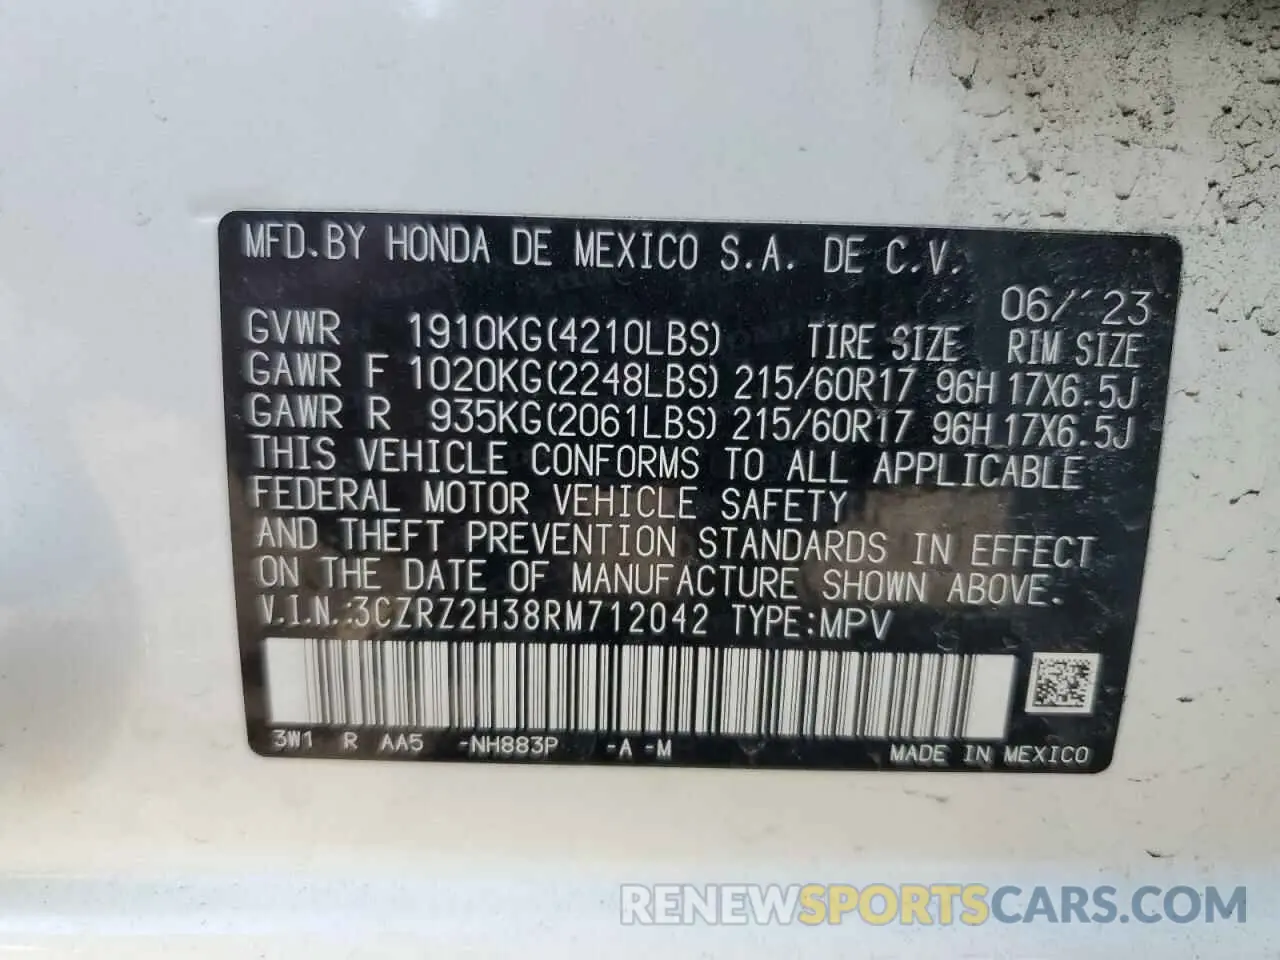 MFD.BY HONDA DE MEXICO S.A. DE C.V.
06/'23
GVWR 1910KG(4210LBS) TIRE SIZE RIM SIZE
GAWR F 1020KG(2248LBS) 215/60R17 96H 17X6.5J
GAWR R 935KG(2061LBS) 215/60R17 96H 17X6.5J
THIS VEHICLE CONFORMS TO ALL APPLICABLE
FEDERAL MOTOR VEHICLE SAFETY
AND THEFT PREVENTION STANDARDS IN EFFECT
ON THE DATE OF MANUFACTURE SHOWN ABOVE.
V.I.N.:3CZRZ2H38RM712042 TYPE:MPV
3W1 R AA5 -NH883P -A -M MADE IN MEXICO
RENEWSPORTSCARS.COM